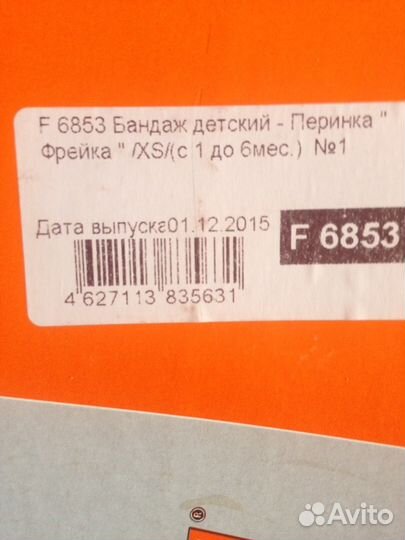 F 6853 Бандаж детский - Перинка "
Фрейка " /XS/(с 1 до 6мес.) №1
Дата выпуска01.12.2015
F 6853
4 627113 835631
®
Avito